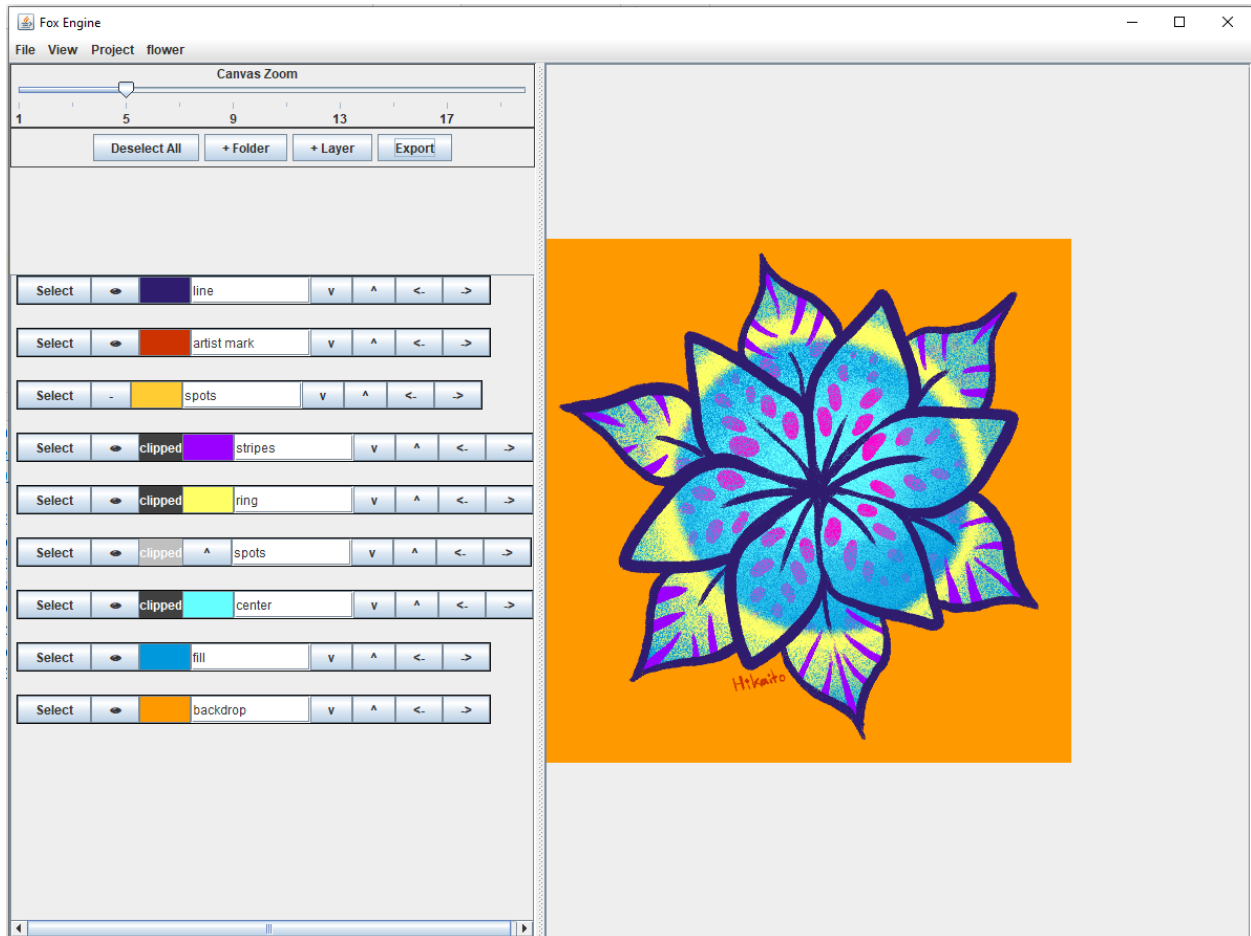 Fox Engine
File View Project flower
Canvas Zoom
1 5 9 13 17
Deselect All + Folder + Layer Export
Select line v ^ <- ->
Select artist mark v ^ <- ->
Select - spots v ^ <- ->
Select clipped stripes v ^ <- ->
Select clipped ring v ^ <- ->
Select clipped ^ spots v ^ <- ->
Select clipped center v ^ <- ->
Select fill v ^ <- ->
Select backdrop v ^ <- ->
Hikaito